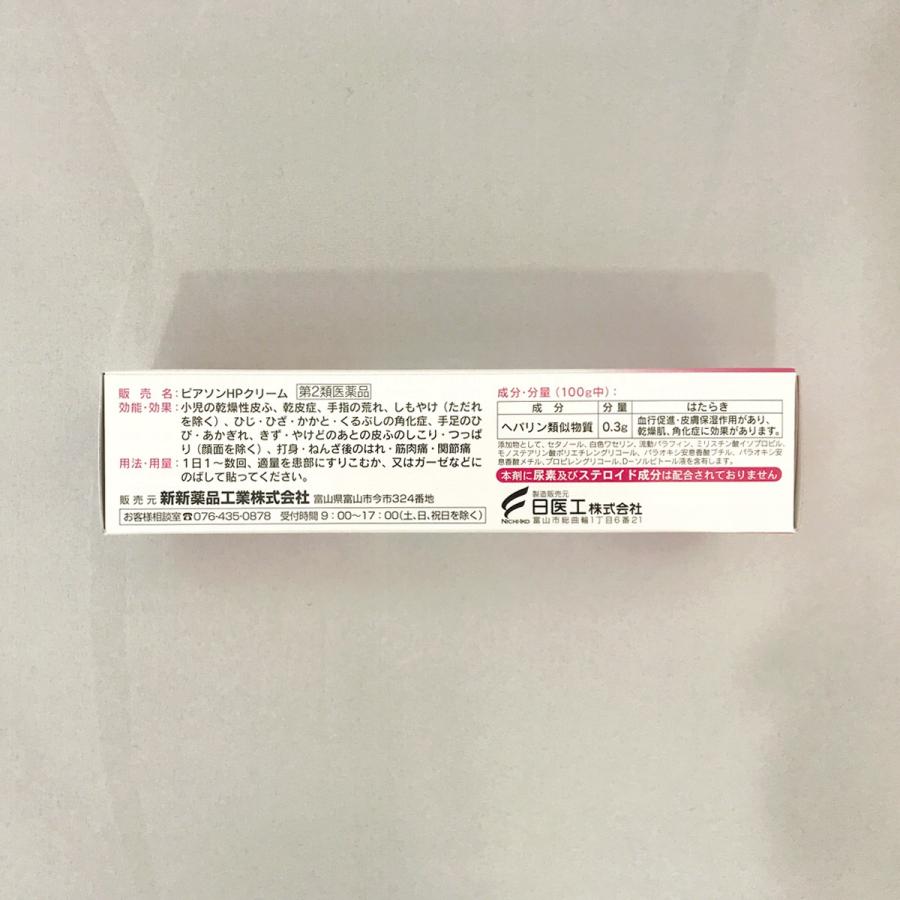 販売名：ピアソンHPクリーム 第2類医薬品
効能・効果：小児の乾燥性皮ふ、乾皮症、手指の荒れ、しもやけ（ただれ
を除く）、ひじ・ひざ・かかと・くるぶしの角化症、手足のひ
び・あかぎれ、きず・やけどのあとの皮ふのしこり・つっぱ
り（顔面を除く）、打身・ねんざ後のはれ・筋肉痛・関節痛
用法・用量：1日1〜数回、適量を患部にすりこむか、又はガーゼなどに
のばして貼ってください。
販売元 新新薬品工業株式会社 富山県富山市今市324番地
お客様相談室☎076-435-0878 受付時間 9：00〜17：00（土、日、祝日を除く）
成分・分量（100g中）：
成分 分量 はたらき
ヘパリン類似物質 0.3g 血行促進・皮膚保湿作用があり、
乾燥肌、角化症に効果があります。
添加物として、セタノール、白色ワセリン、流動パラフィン、ミリスチン酸イソプロピル、
モノステアリン酸ポリエチレングリコール、パラオキシ安息香酸ブチル、パラオキシ安
息香酸メチル、プロピレングリコール、D-ソルビトール液を含有します。
本剤に尿素及びステロイド成分は配合されておりません
製造販売元
NICHI-IKO 日医工株式会社
富山市総曲輪1丁目6番21